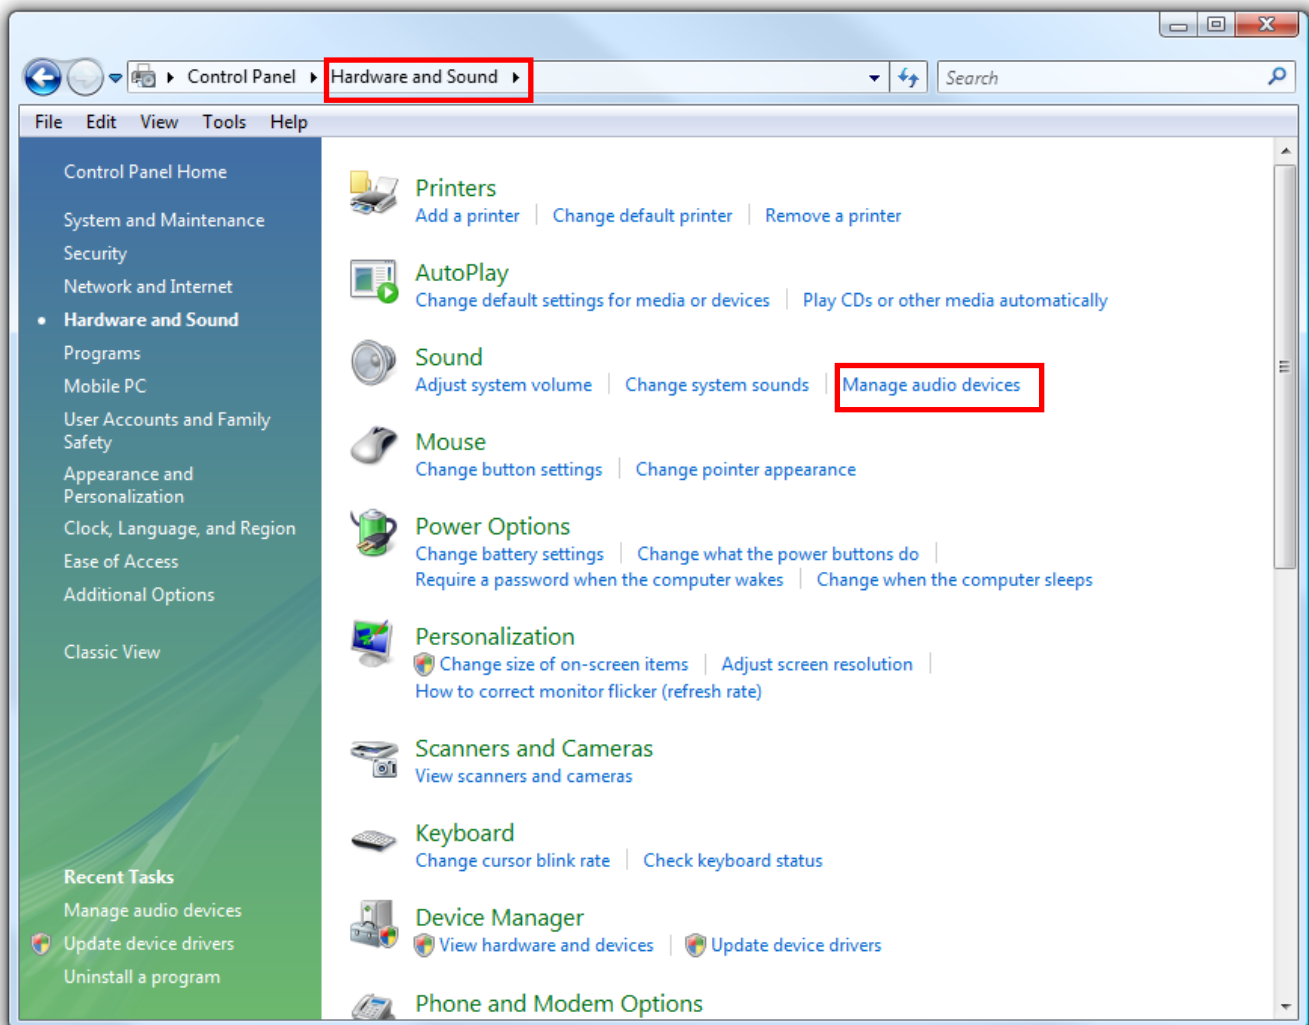 Control Panel Hardware and Sound Search
File Edit View Tools Help
Control Panel Home
System and Maintenance
Security
Network and Internet
Hardware and Sound
Programs
Mobile PC
User Accounts and Family
Safety
Appearance and
Personalization
Clock, Language, and Region
Ease of Access
Additional Options
Classic View
Recent Tasks
Manage audio devices
Update device drivers
Uninstall a program
Printers
Add a printer Change default printer Remove a printer
AutoPlay
Change default settings for media or devices Play CDs or other media automatically
Sound
Adjust system volume Change system sounds Manage audio devices
Mouse
Change button settings Change pointer appearance
Power Options
Change battery settings Change what the power buttons do
Require a password when the computer wakes Change when the computer sleeps
Personalization
Change size of on-screen items Adjust screen resolution
How to correct monitor flicker (refresh rate)
Scanners and Cameras
View scanners and cameras
Keyboard
Change cursor blink rate Check keyboard status
Device Manager
View hardware and devices Update device drivers
Phone and Modem Options